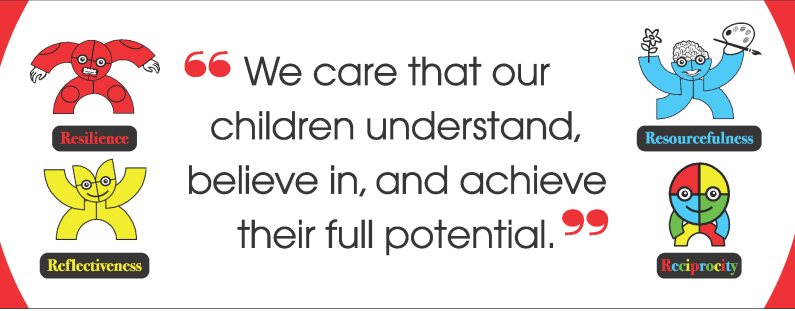 “We care that our
children understand,
believe in, and achieve
their full potential.”
Resilience
Reflectiveness
Resourcefulness
Reciprocity